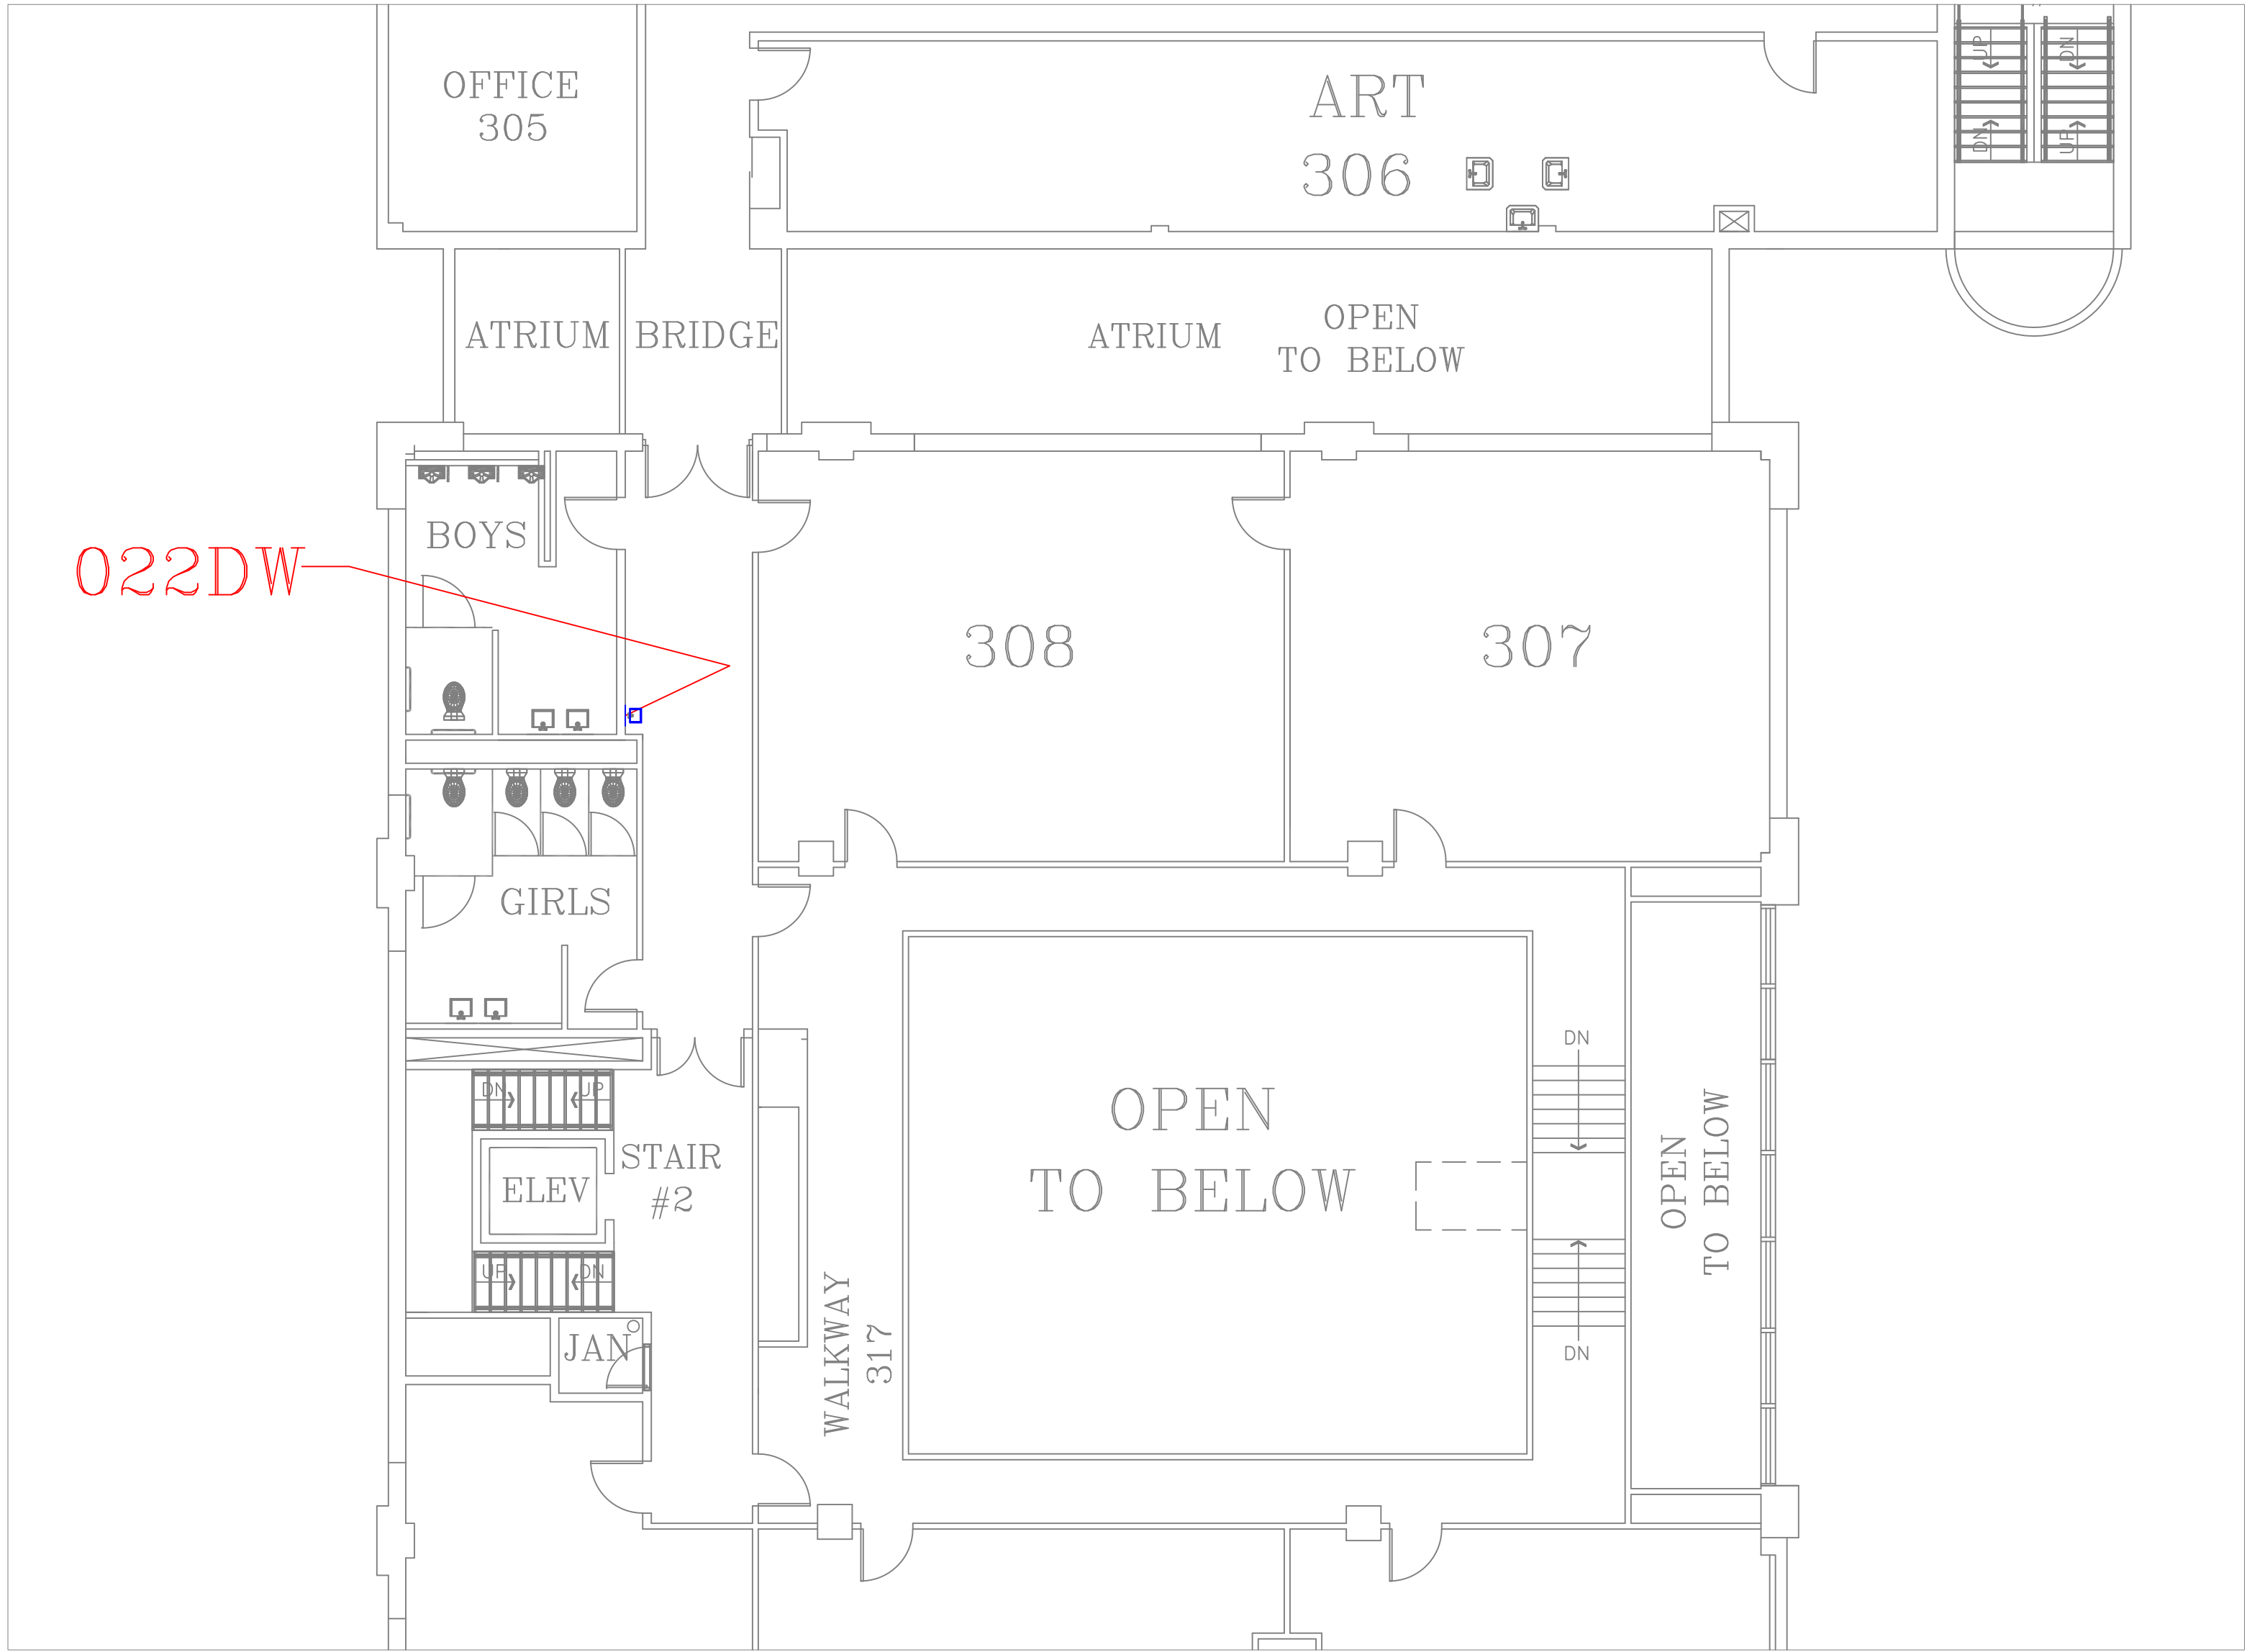 OFFICE
305
ART
306
UP
DN
DN
UP
ATRIUM
BRIDGE
ATRIUM
OPEN
TO BELOW
BOYS
022DW
308
307
GIRLS
DN
UP
ELEV
STAIR
#2
UP
DN
JAN
WALKWAY
317
OPEN
TO BELOW
DN
DN
OPEN
TO BELOW